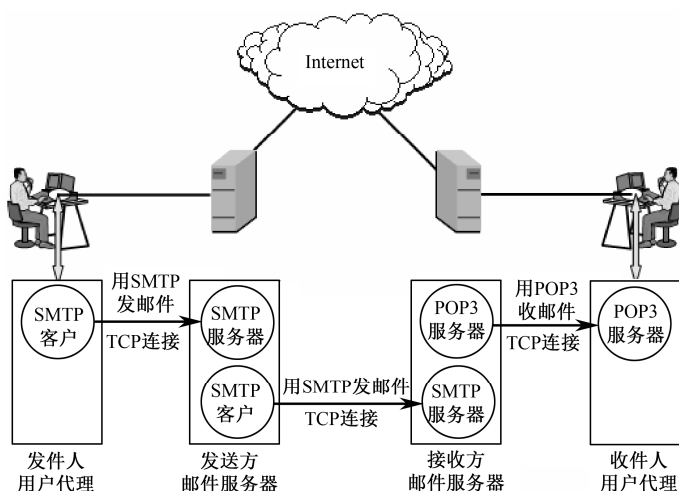 Internet
用SMTP
发邮件
TCP连接
用POP3
收邮件
TCP连接
SMTP
客户
SMTP
服务器
POP3
服务器
POP3
服务器
SMTP
客户
用SMTP发邮件
TCP连接
SMTP
服务器
发件人
用户代理
发送方
邮件服务器
接收方
邮件服务器
收件人
用户代理